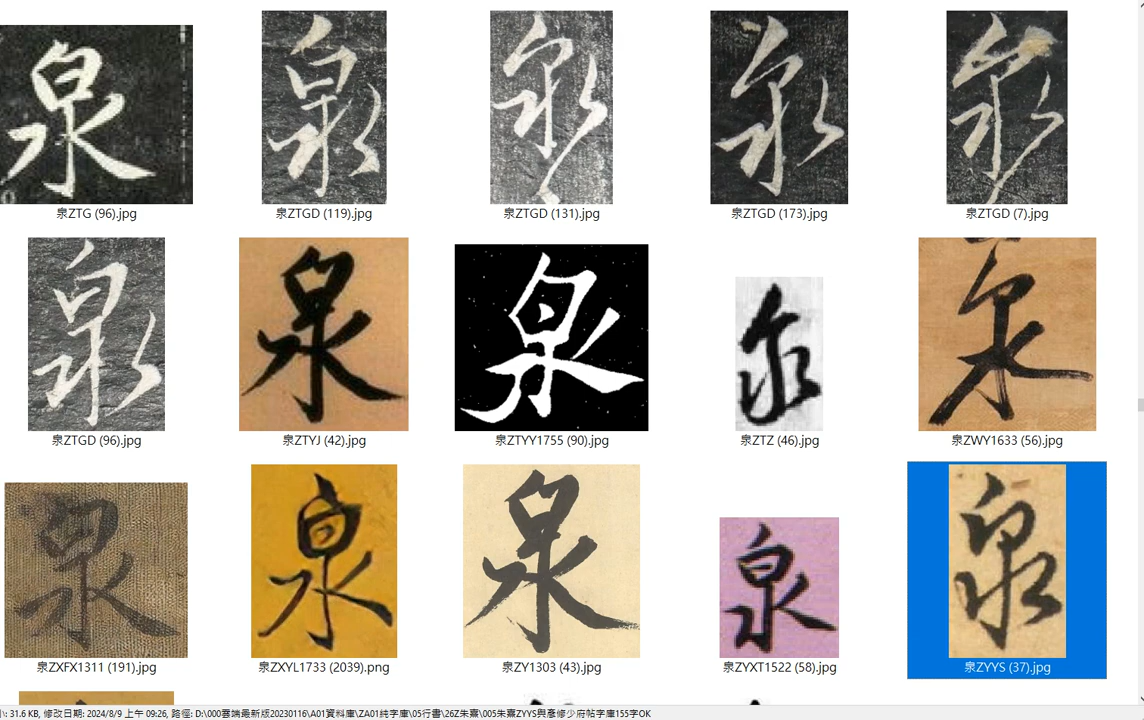 泉 泉 泉 泉 泉
泉ZTG (96).jpg 泉ZTGD (119).jpg 泉ZTGD (131).jpg 泉ZTGD (173).jpg 泉ZTGD (7).jpg
泉 泉 泉 泉 泉
泉ZTGD (96).jpg 泉ZTYJ (42).jpg 泉ZTYY1755 (90).jpg 泉ZTZ (46).jpg 泉ZWY1633 (56).jpg
泉 泉 泉 泉 泉
泉ZXFX1311 (191).jpg 泉ZXYL1733 (2039).png 泉ZY1303 (43).jpg 泉ZYXT1522 (58).jpg 泉ZYYS (37).jpg
: 31.6 KB, 修改日期: 2024/8/9 上午 09:26, 路徑: D:\000雲端最新版20230116\A01資料庫\ZA01純字庫\05行書\26Z朱熹\005朱熹ZYYS與彥修少府帖字庫155字OK